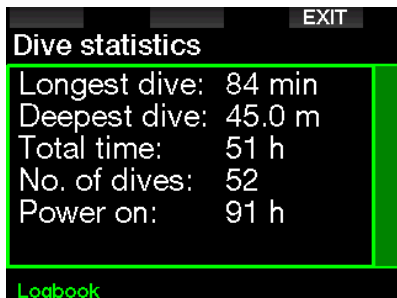 EXIT
Dive statistics
Longest dive: 84 min
Deepest dive: 45.0 m
Total time: 51 h
No. of dives: 52
Power on: 91 h
Logbook